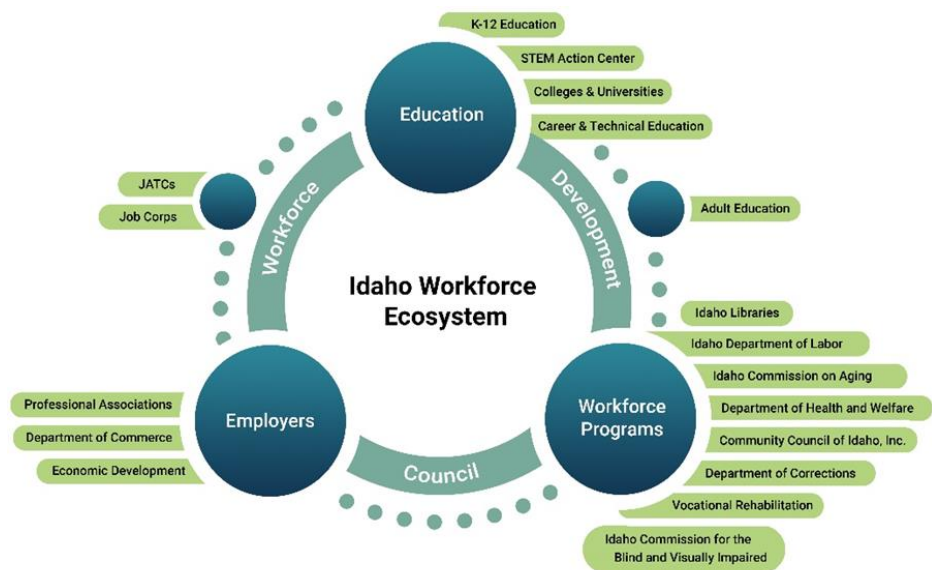 K-12 Education
STEM Action Center
Colleges & Universities
Career & Technical Education
Education
JATCs
Job Corps
Adult Education
Workforce
Development
Council
Idaho Workforce
Ecosystem
Employers
Professional Associations
Department of Commerce
Economic Development
Workforce
Programs
Idaho Libraries
Idaho Department of Labor
Idaho Commission on Aging
Department of Health and Welfare
Community Council of Idaho, Inc.
Department of Corrections
Vocational Rehabilitation
Idaho Commission for the
Blind and Visually Impaired